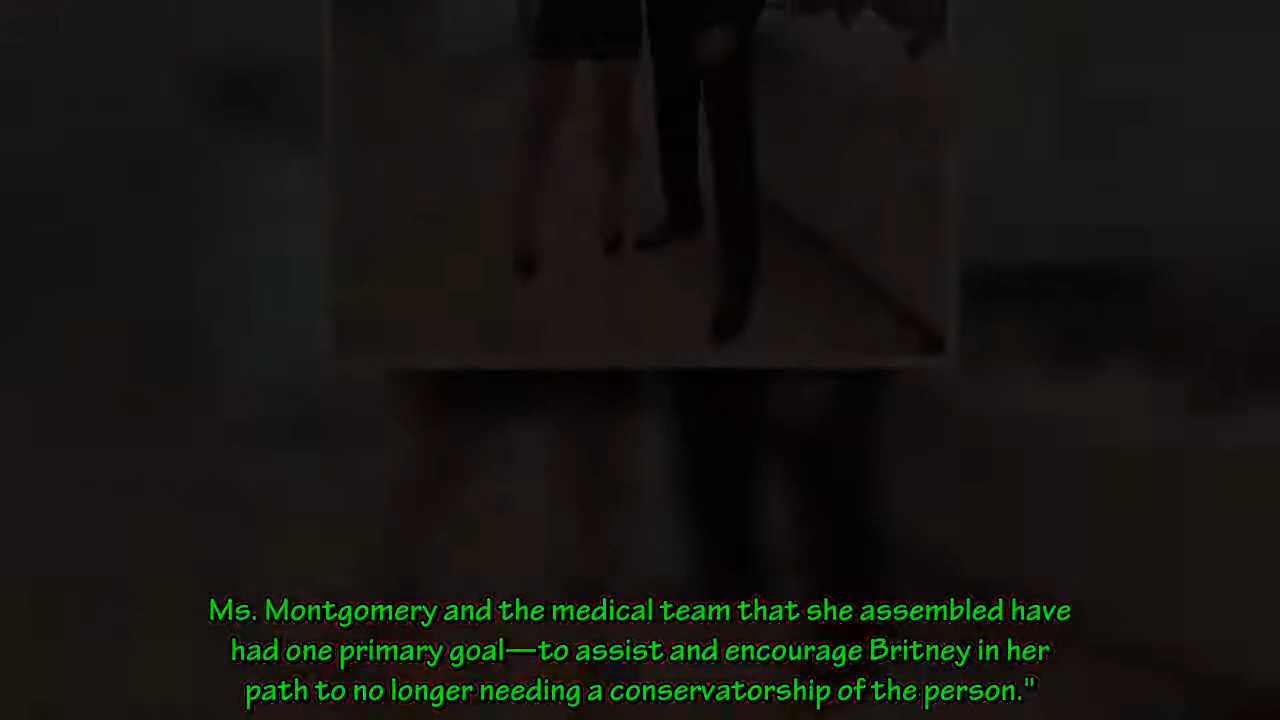 Ms. Montgomery and the medical team that she assembled have
had one primary goal—to assist and encourage Britney in her
path to no longer needing a conservatorship of the person."